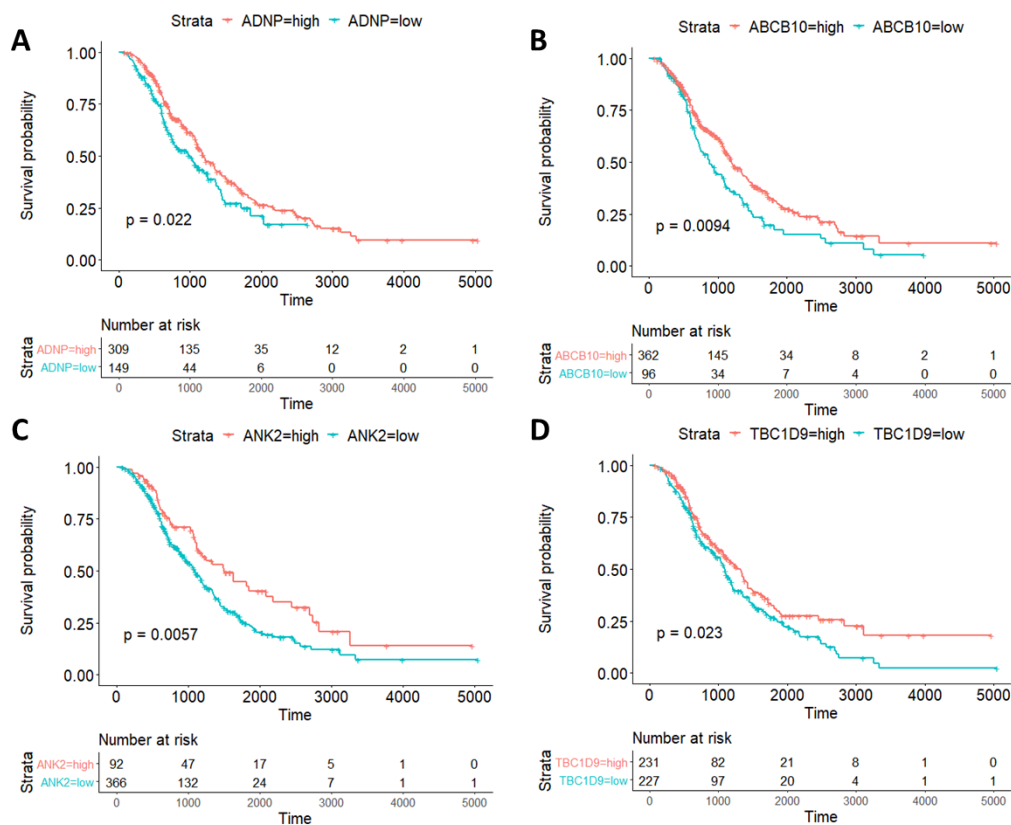 A
Strata ADNP=high ADNP=low
Survival probability
1.00
0.75
0.50
0.25
0.00
p = 0.022
0 1000 2000 3000 4000 5000
Time
Number at risk
Strata
ADNP=high 309 135 35 12 2 1
ADNP=low 149 44 6 0 0 0
0 1000 2000 3000 4000 5000
Time
B
Strata ABCB10=high ABCB10=low
Survival probability
1.00
0.75
0.50
0.25
0.00
p = 0.0094
0 1000 2000 3000 4000 5000
Time
Number at risk
Strata
ABCB10=high 362 145 34 8 2 1
ABCB10=low 96 34 7 4 0 0
0 1000 2000 3000 4000 5000
Time
C
Strata ANK2=high ANK2=low
Survival probability
1.00
0.75
0.50
0.25
0.00
p = 0.0057
0 1000 2000 3000 4000 5000
Time
Number at risk
Strata
ANK2=high 92 47 17 5 1 0
ANK2=low 366 132 24 7 1 1
0 1000 2000 3000 4000 5000
Time
D
Strata TBC1D9=high TBC1D9=low
Survival probability
1.00
0.75
0.50
0.25
0.00
p = 0.023
0 1000 2000 3000 4000 5000
Time
Number at risk
Strata
TBC1D9=high 231 82 21 8 1 0
TBC1D9=low 227 97 20 4 1 1
0 1000 2000 3000 4000 5000
Time